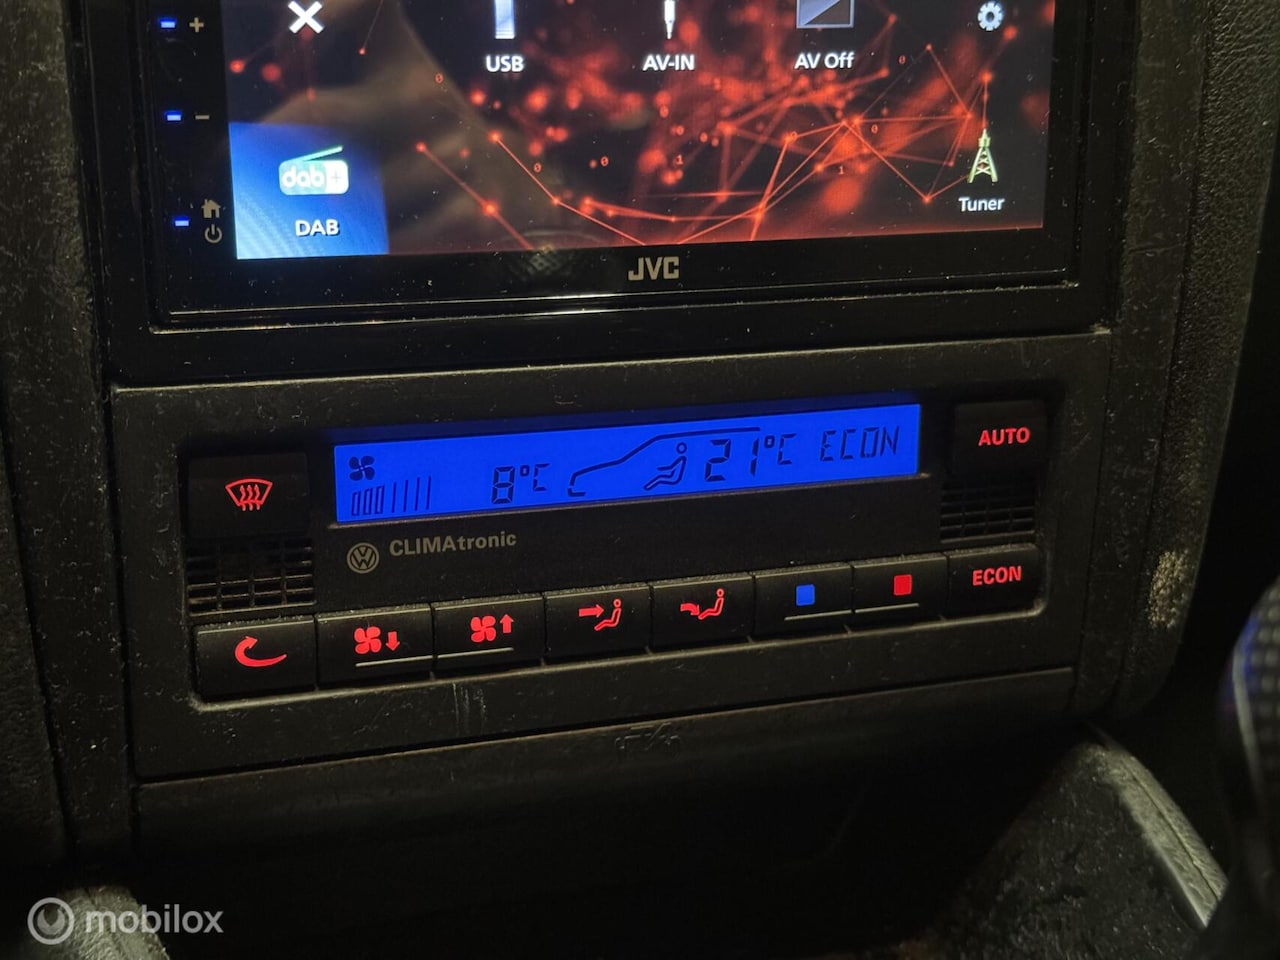 USB
AV-IN
AV Off
dab+
DAB
Tuner
JVC
8°C
21°C ECON
AUTO
CLIMAtronic
ECON
mobilox